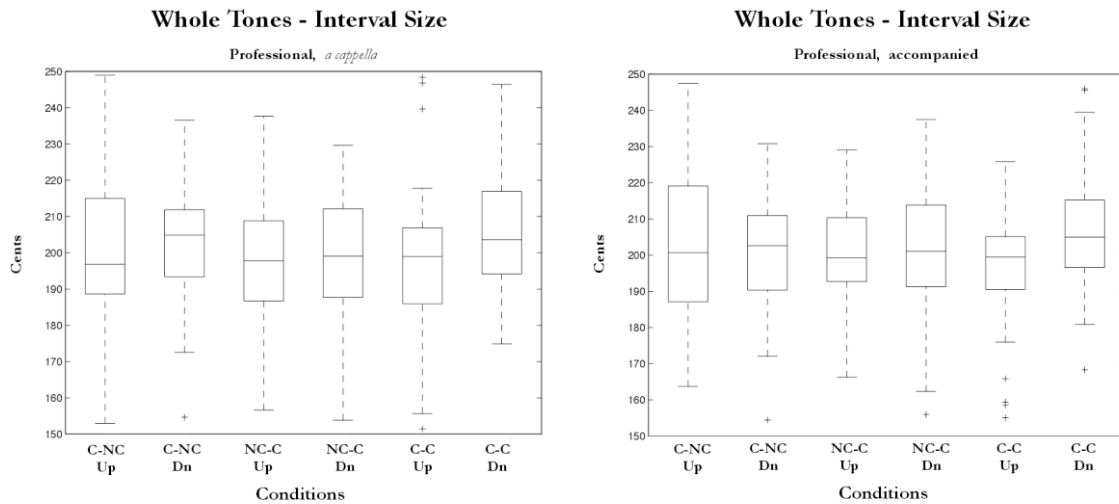 Whole Tones - Interval Size
Professional, a cappella
250
240
230
220
210
200
190
180
170
160
150
Cents
C-NC Up
C-NC Dn
NC-C Up
NC-C Dn
C-C Up
C-C Dn
Conditions
Whole Tones - Interval Size
Professional, accompanied
250
240
230
220
210
200
190
180
170
160
150
Cents
C-NC Up
C-NC Dn
NC-C Up
NC-C Dn
C-C Up
C-C Dn
Conditions